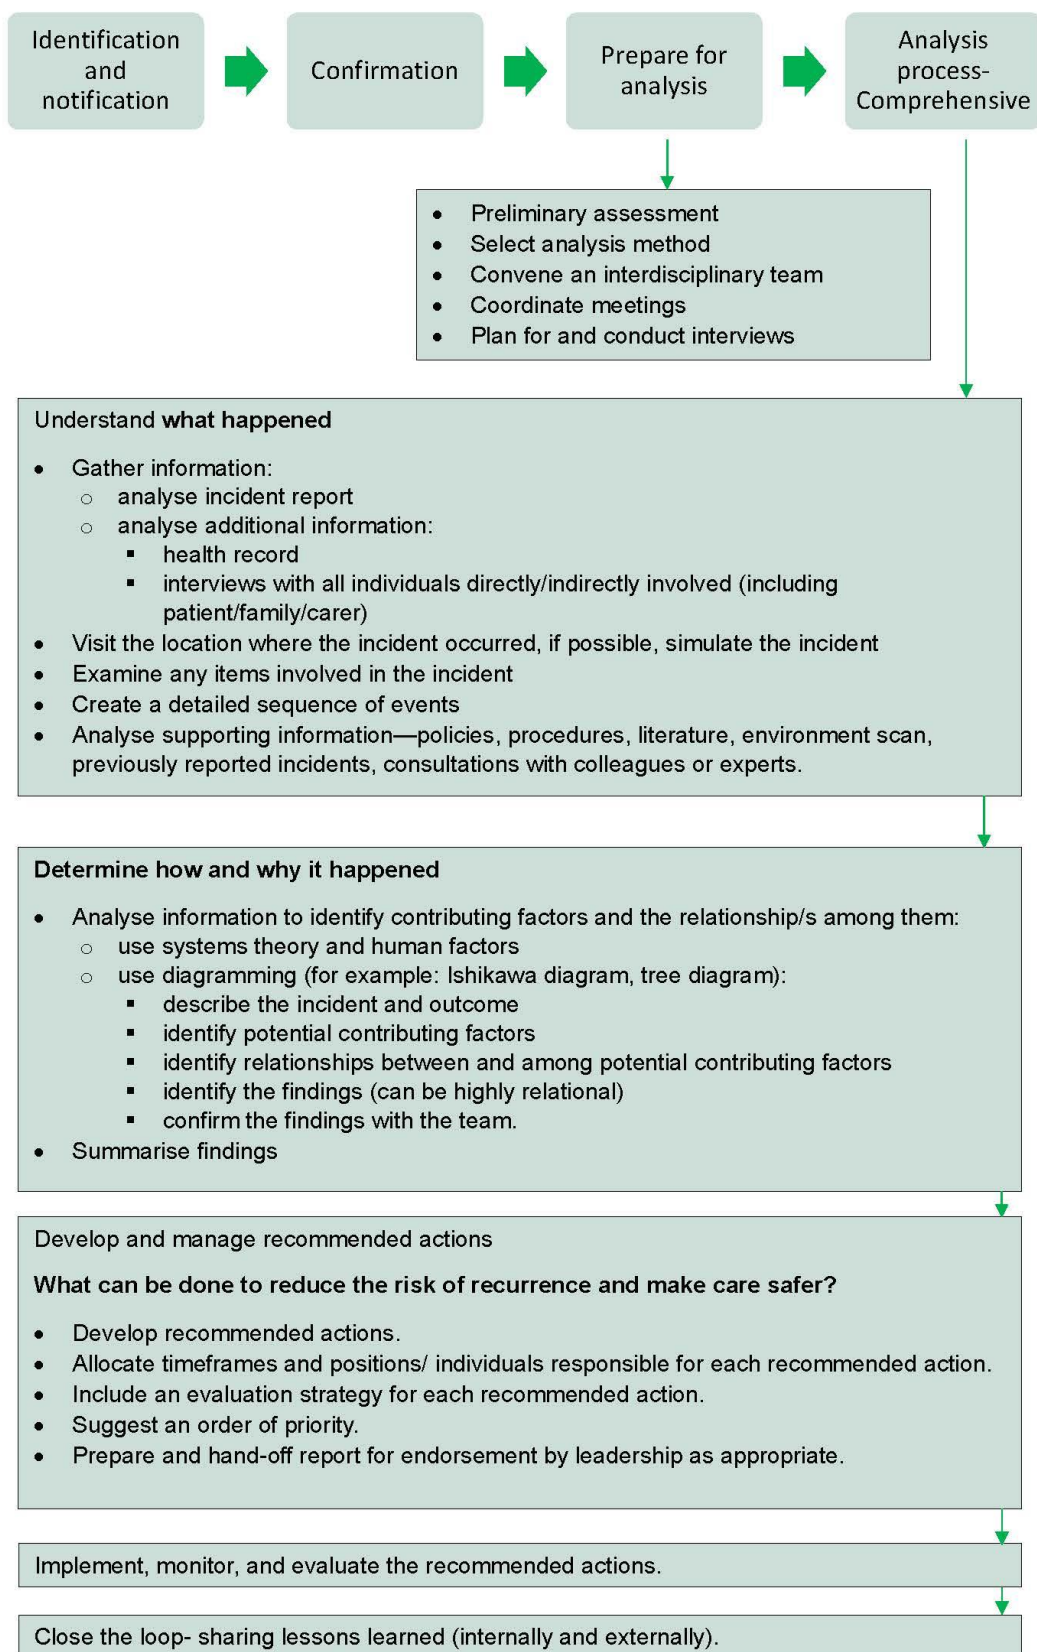 Identification
and
notification
Confirmation
Prepare for
analysis
Analysis
process-
Comprehensive
• Preliminary assessment
• Select analysis method
• Convene an interdisciplinary team
• Coordinate meetings
• Plan for and conduct interviews
Understand what happened
• Gather information:
o analyse incident report
o analyse additional information:
▪ health record
▪ interviews with all individuals directly/indirectly involved (including
patient/family/carer)
• Visit the location where the incident occurred, if possible, simulate the incident
• Examine any items involved in the incident
• Create a detailed sequence of events
• Analyse supporting information—policies, procedures, literature, environment scan,
previously reported incidents, consultations with colleagues or experts.
Determine how and why it happened
• Analyse information to identify contributing factors and the relationship/s among them:
o use systems theory and human factors
o use diagramming (for example: Ishikawa diagram, tree diagram):
▪ describe the incident and outcome
▪ identify potential contributing factors
▪ identify relationships between and among potential contributing factors
▪ identify the findings (can be highly relational)
▪ confirm the findings with the team.
• Summarise findings
Develop and manage recommended actions
What can be done to reduce the risk of recurrence and make care safer?
• Develop recommended actions.
• Allocate timeframes and positions/ individuals responsible for each recommended action.
• Include an evaluation strategy for each recommended action.
• Suggest an order of priority.
• Prepare and hand-off report for endorsement by leadership as appropriate.
Implement, monitor, and evaluate the recommended actions.
Close the loop- sharing lessons learned (internally and externally).